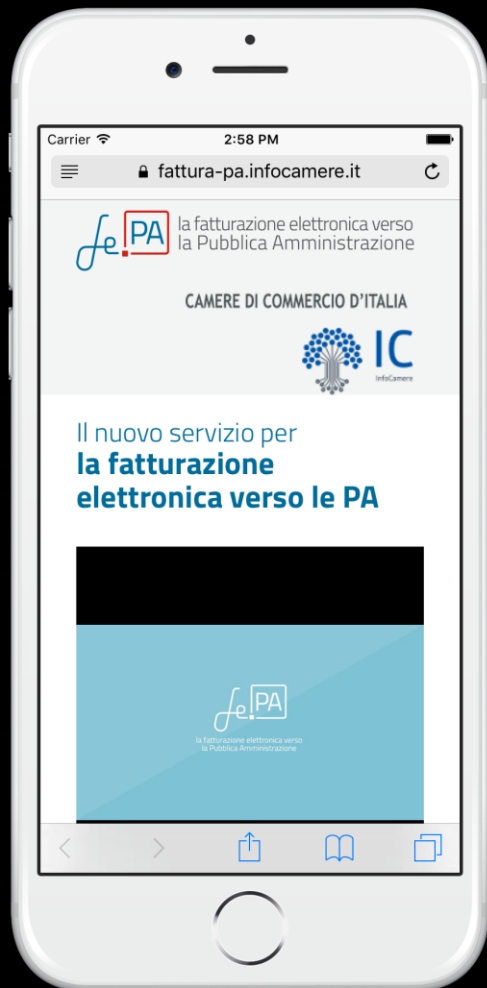 Carrier
2:58 PM
fattura-pa.infocamere.it
fe.PA
la fatturazione elettronica verso
la Pubblica Amministrazione
CAMERE DI COMMERCIO D'ITALIA
IC
InfoCamere
Il nuovo servizio per
la fatturazione
elettronica verso le PA
fe.PA
la fatturazione elettronica verso
la Pubblica Amministrazione